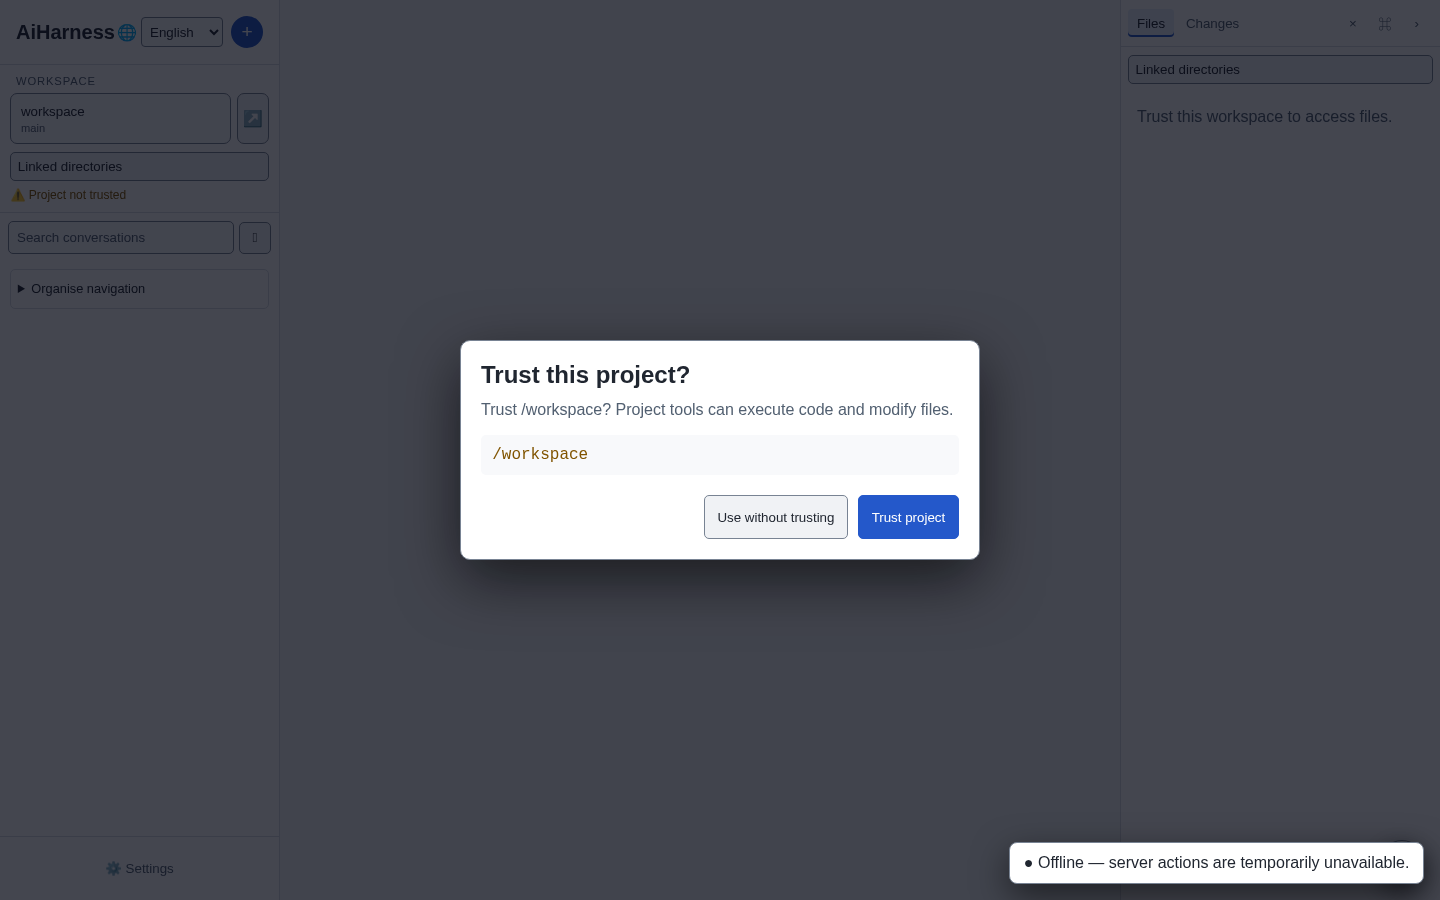 AiHarness
English
+
WORKSPACE
workspace
main
Linked directories
Project not trusted
Search conversations
Organise navigation
Settings
Trust this project?
Trust /workspace? Project tools can execute code and modify files.
/workspace
Use without trusting
Trust project
Files
Changes
Linked directories
Trust this workspace to access files.
● Offline — server actions are temporarily unavailable.